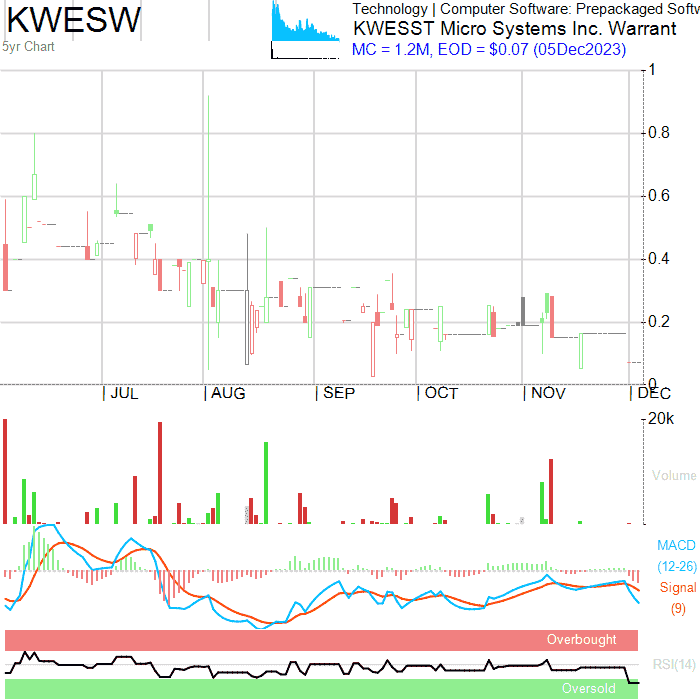 KWESW
Technology | Computer Software: Prepackaged Softw
KWESST Micro Systems Inc. Warrant
5yr Chart
MC = 1.2M, EOD = $0.07 (05Dec2023)
1
0.8
0.6
0.4
0.2
0
JUL
AUG
SEP
OCT
NOV
DEC
20k
Volume
MACD
(12-26)
Signal
(9)
Overbought
RSI(14)
Oversold